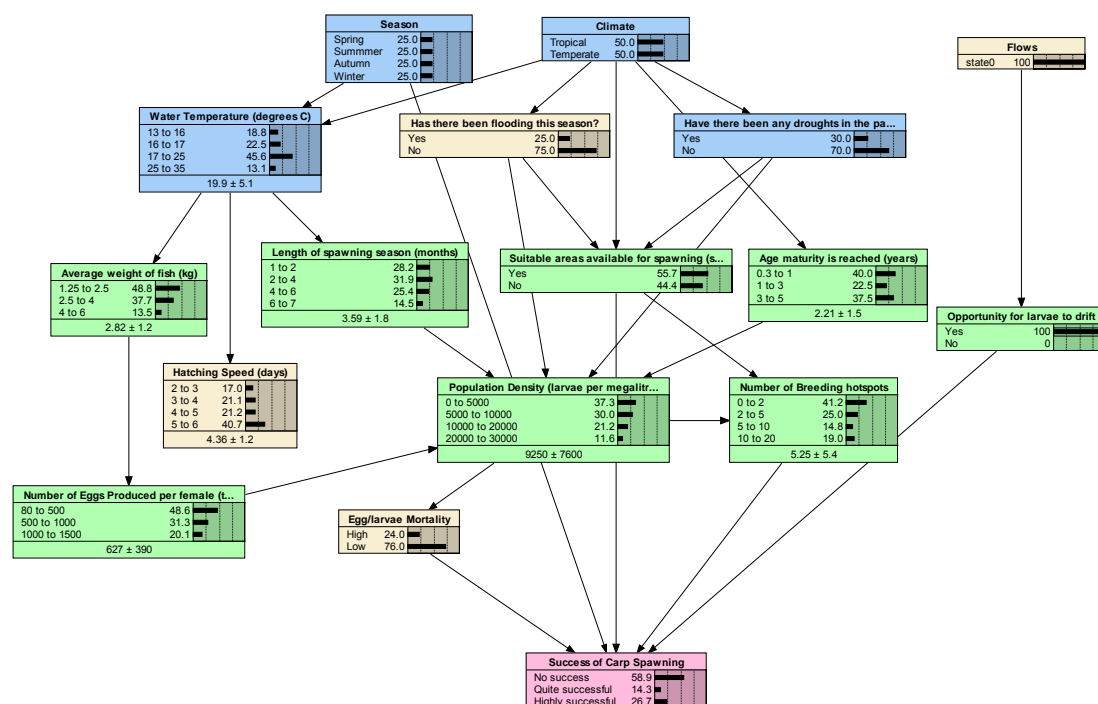 Season
Spring 25.0
Summmer 25.0
Autumn 25.0
Winter 25.0
Climate
Tropical 50.0
Temperate 50.0
Flows
state0 100
Water Temperature (degrees C)
13 to 16 18.8
16 to 17 22.5
17 to 25 45.6
25 to 35 13.1
19.9 ± 5.1
Has there been flooding this season?
Yes 25.0
No 75.0
Have there been any droughts in the pa...
Yes 30.0
No 70.0
Average weight of fish (kg)
1.25 to 2.5 48.8
2.5 to 4 37.7
4 to 6 13.5
2.82 ± 1.2
Length of spawning season (months)
1 to 2 28.2
2 to 4 31.9
4 to 6 25.4
6 to 7 14.5
3.59 ± 1.8
Suitable areas available for spawning (s...
Yes 55.7
No 44.4
Age maturity is reached (years)
0.3 to 1 40.0
1 to 3 22.5
3 to 5 37.5
2.21 ± 1.5
Opportunity for larvae to drift
Yes 100
No 0
Hatching Speed (days)
2 to 3 17.0
3 to 4 21.1
4 to 5 21.2
5 to 6 40.7
4.36 ± 1.2
Population Density (larvae per megalitr...
0 to 5000 37.3
5000 to 10000 30.0
10000 to 20000 21.2
20000 to 30000 11.6
9250 ± 7600
Number of Breeding hotspots
0 to 2 41.2
2 to 5 25.0
5 to 10 14.8
10 to 20 19.0
5.25 ± 5.4
Number of Eggs Produced per female (t...
80 to 500 48.6
500 to 1000 31.3
1000 to 1500 20.1
627 ± 390
Egg/larvae Mortality
High 24.0
Low 76.0
Success of Carp Spawning
No success 58.9
Quite successful 14.3
Highly successful 26.7